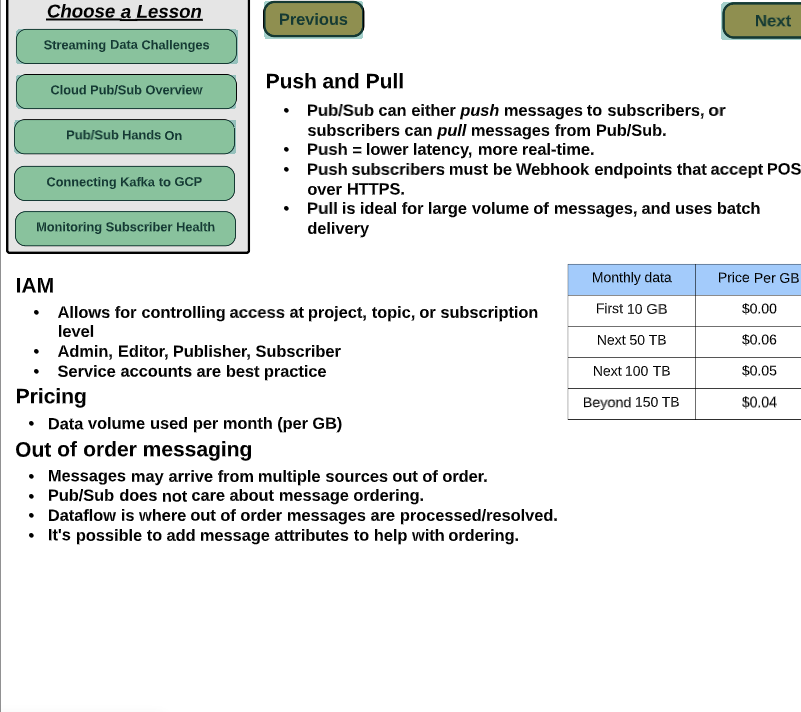 Choose a Lesson
Streaming Data Challenges
Cloud Pub/Sub Overview
Pub/Sub Hands On
Connecting Kafka to GCP
Monitoring Subscriber Health
Previous
Next
Push and Pull
• Pub/Sub can either push messages to subscribers, or
subscribers can pull messages from Pub/Sub.
• Push = lower latency, more real-time.
• Push subscribers must be Webhook endpoints that accept POS
over HTTPS.
• Pull is ideal for large volume of messages, and uses batch
delivery
IAM
• Allows for controlling access at project, topic, or subscription
level
• Admin, Editor, Publisher, Subscriber
• Service accounts are best practice
Pricing
• Data volume used per month (per GB)
Out of order messaging
• Messages may arrive from multiple sources out of order.
• Pub/Sub does not care about message ordering.
• Dataflow is where out of order messages are processed/resolved.
• It's possible to add message attributes to help with ordering.
Monthly data Price Per GB
First 10 GB $0.00
Next 50 TB $0.06
Next 100 TB $0.05
Beyond 150 TB $0.04